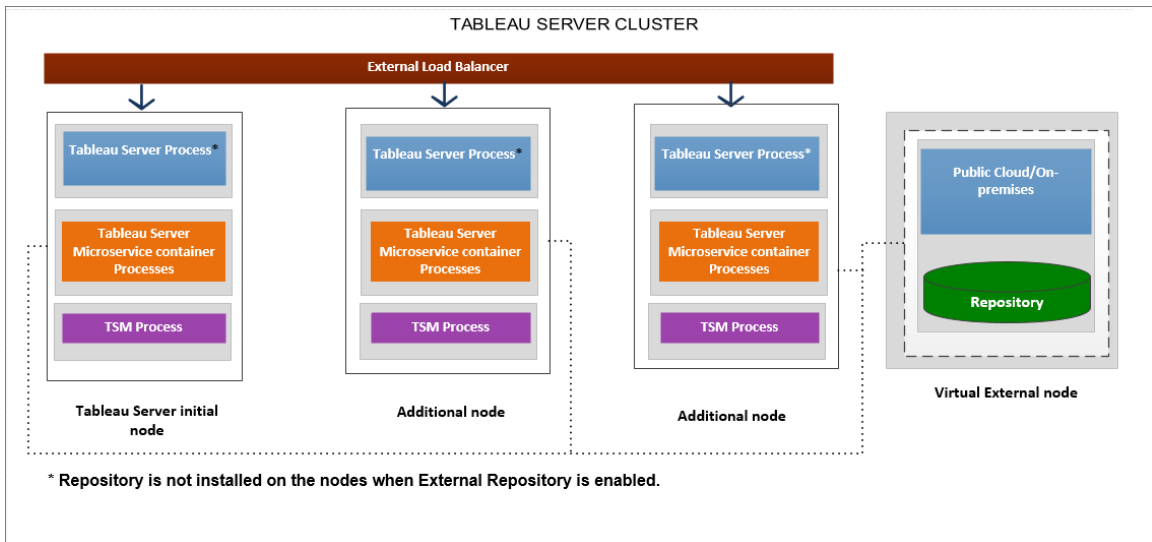 TABLEAU SERVER CLUSTER
External Load Balancer
Tableau Server Process*
Tableau Server
Microservice container
Processes
TSM Process
Tableau Server initial
node
Tableau Server Process*
Tableau Server
Microservice container
Processes
TSM Process
Additional node
Tableau Server Process*
Tableau Server
Microservice container
Processes
TSM Process
Additional node
Public Cloud/On-
premises
Repository
Virtual External node
* Repository is not installed on the nodes when External Repository is enabled.